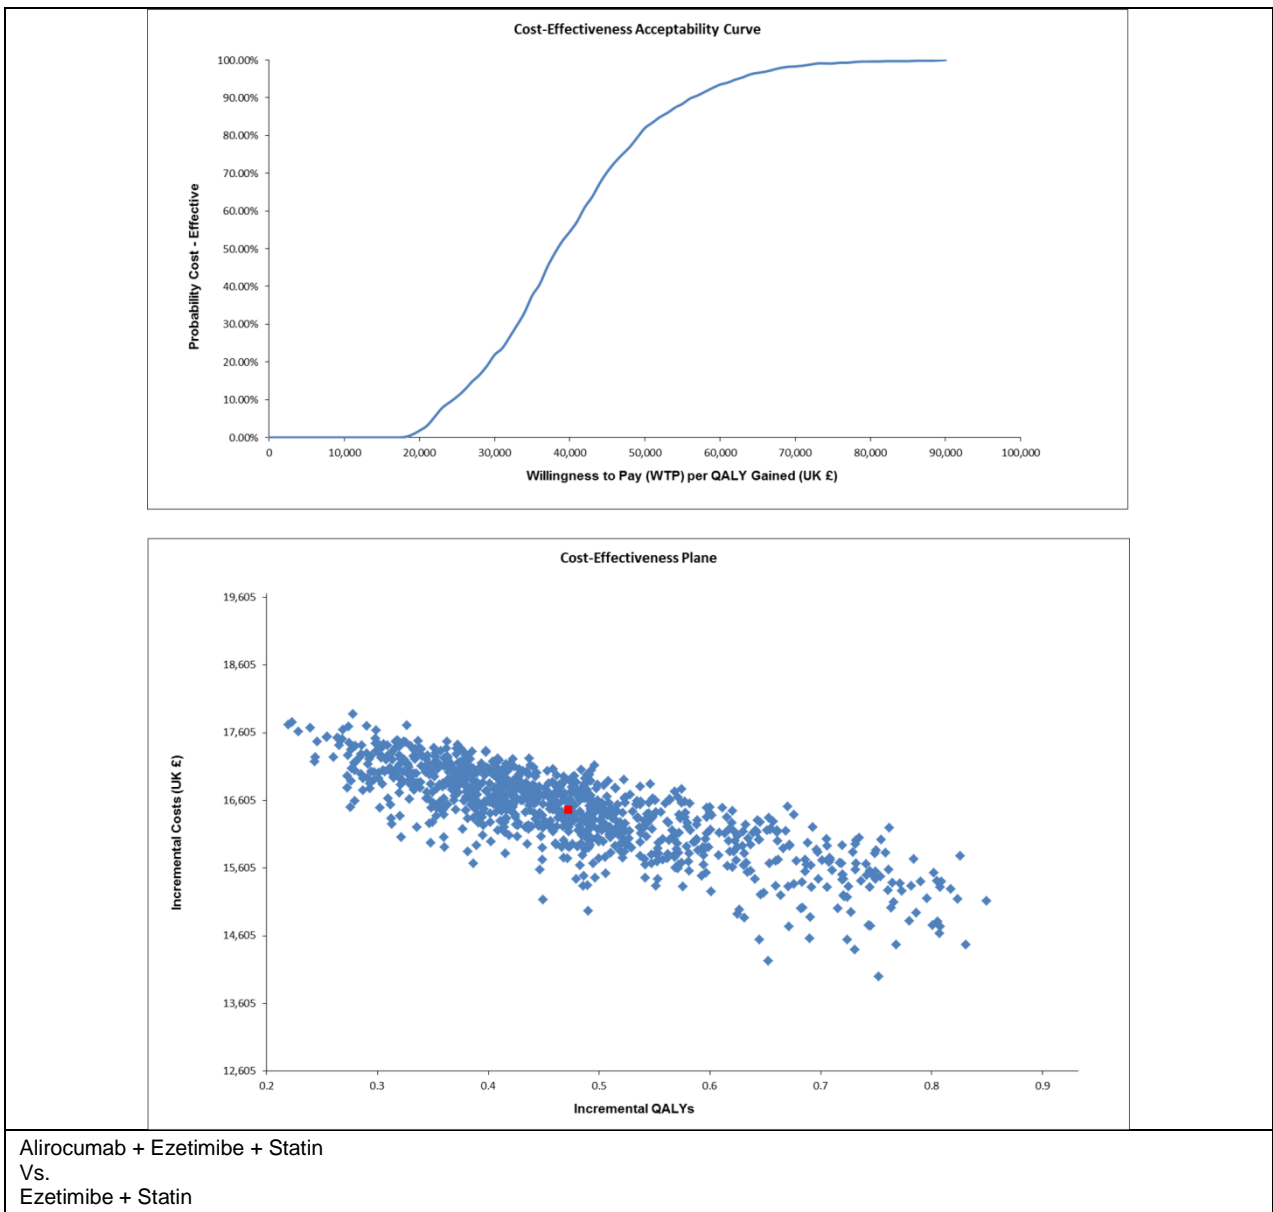 Cost-Effectiveness Acceptability Curve
100.00%
90.00%
80.00%
70.00%
60.00%
50.00%
40.00%
30.00%
20.00%
10.00%
0.00%
Probability Cost - Effective
0 10,000 20,000 30,000 40,000 50,000 60,000 70,000 80,000 90,000 100,000
Willingness to Pay (WTP) per QALY Gained (UK £)
Cost-Effectiveness Plane
19,605
18,605
17,605
16,605
15,605
14,605
13,605
12,605
Incremental Costs (UK £)
0.2 0.3 0.4 0.5 0.6 0.7 0.8 0.9
Incremental QALYs
Alirocumab + Ezetimibe + Statin
Vs.
Ezetimibe + Statin